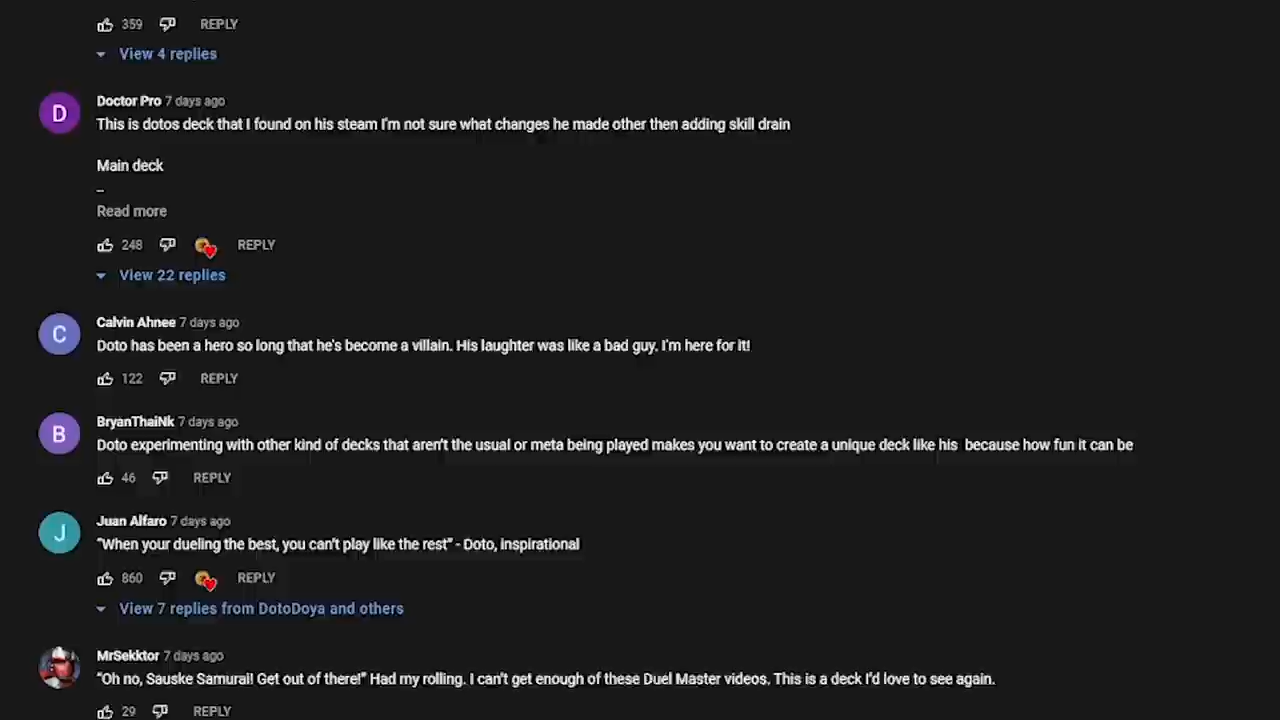 359 REPLY
View 4 replies
D
Doctor Pro 7 days ago
This is dotos deck that I found on his steam I'm not sure what changes he made other then adding skill drain
Main deck
--
Read more
248 REPLY
View 22 replies
C
Calvin Ahnee 7 days ago
Doto has been a hero so long that he's become a villain. His laughter was like a bad guy. I'm here for it!
122 REPLY
B
BryanThaiNk 7 days ago
Doto experimenting with other kind of decks that aren't the usual or meta being played makes you want to create a unique deck like his because how fun it can be
46 REPLY
J
Juan Alfaro 7 days ago
"When your dueling the best, you can't play like the rest" - Doto, inspirational
860 REPLY
View 7 replies from DotoDoya and others
MrSekktor 7 days ago
"Oh no, Sauske Samurai! Get out of there!" Had my rolling. I can't get enough of these Duel Master videos. This is a deck I'd love to see again.
29 REPLY